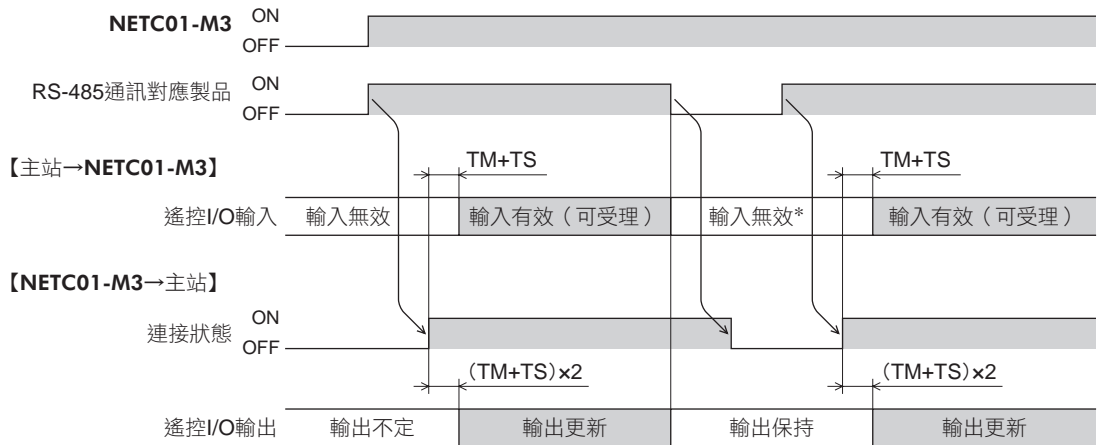 NETC01-M3 ON
OFF
RS-485通訊對應製品 ON
OFF
【主站→NETC01-M3】 TM+TS TM+TS
遙控I/O輸入 輸入無效 輸入有效（可受理） 輸入無效* 輸入有效（可受理）
【NETC01-M3→主站】
連接狀態 ON
OFF
(TM+TS)×2 (TM+TS)×2
遙控I/O輸出 輸出不定 輸出更新 輸出保持 輸出更新